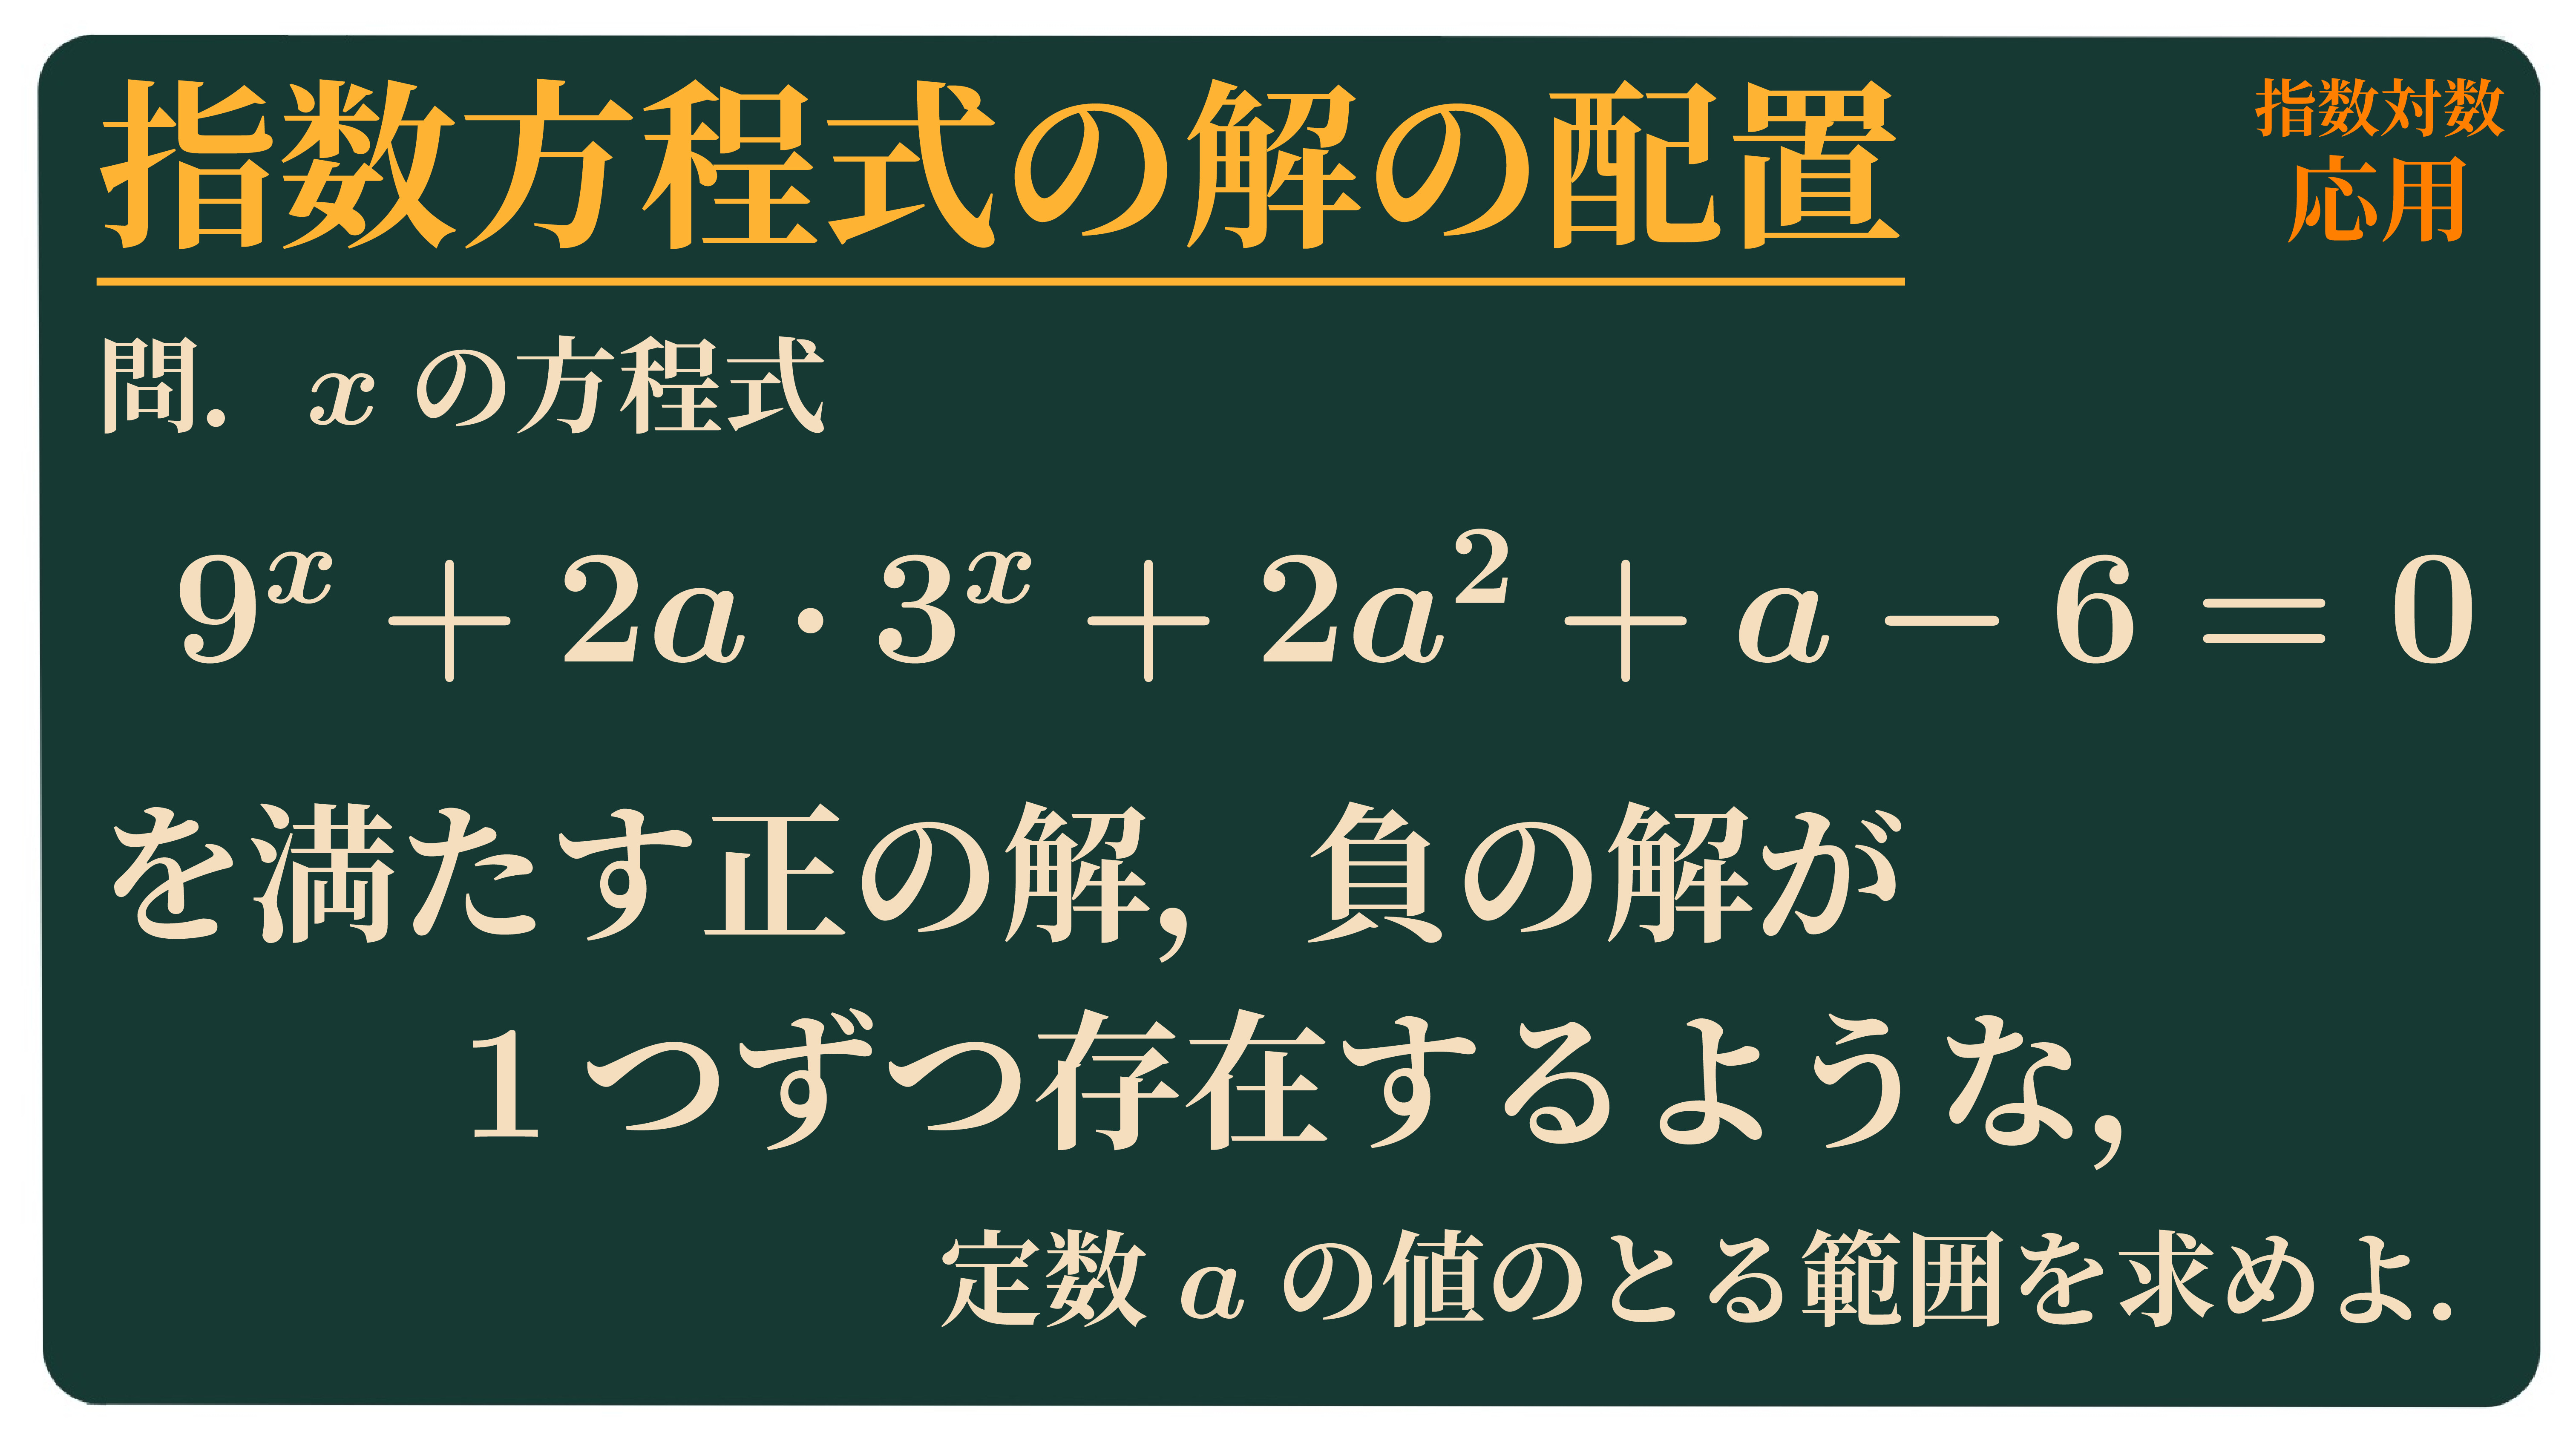 指数方程式の解の配置
指数対数
応用
問. x の方程式
9^x + 2a · 3^x + 2a^2 + a − 6 = 0
を満たす正の解, 負の解が
1つずつ存在するような,
定数 a の値のとる範囲を求めよ.